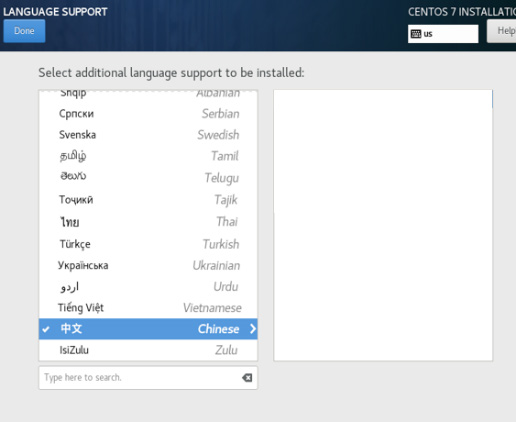 LANGUAGE SUPPORT
CENTOS 7 INSTALLATIO
Done
us
Help
Select additional language support to be installed:
Shqip Albanian
Српски Serbian
Svenska Swedish
தமிழ் Tamil
తెలుగు Telugu
Тоҷикӣ Tajik
ไทย Thai
Türkçe Turkish
Українська Ukrainian
اردو Urdu
Tiếng Việt Vietnamese
中文 Chinese
IsiZulu Zulu
Type here to search.